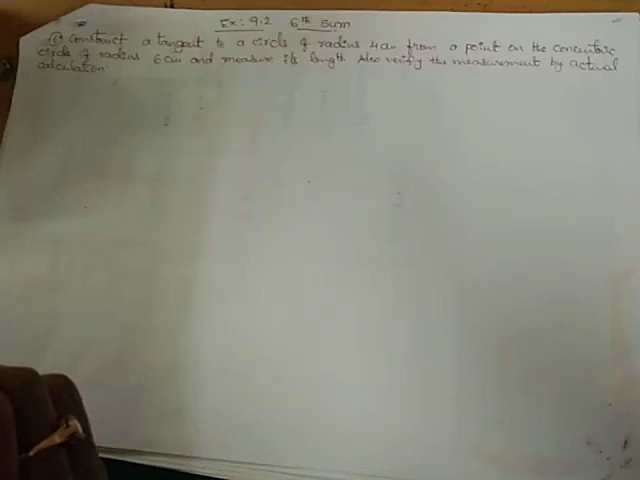 Ex: 9.2 6th sum
① Construct a tangent to a circle of radius 4cm from a point on the concentric
circle of radius 6cm and measure its length. Also verify the measurement by actual
calculation.